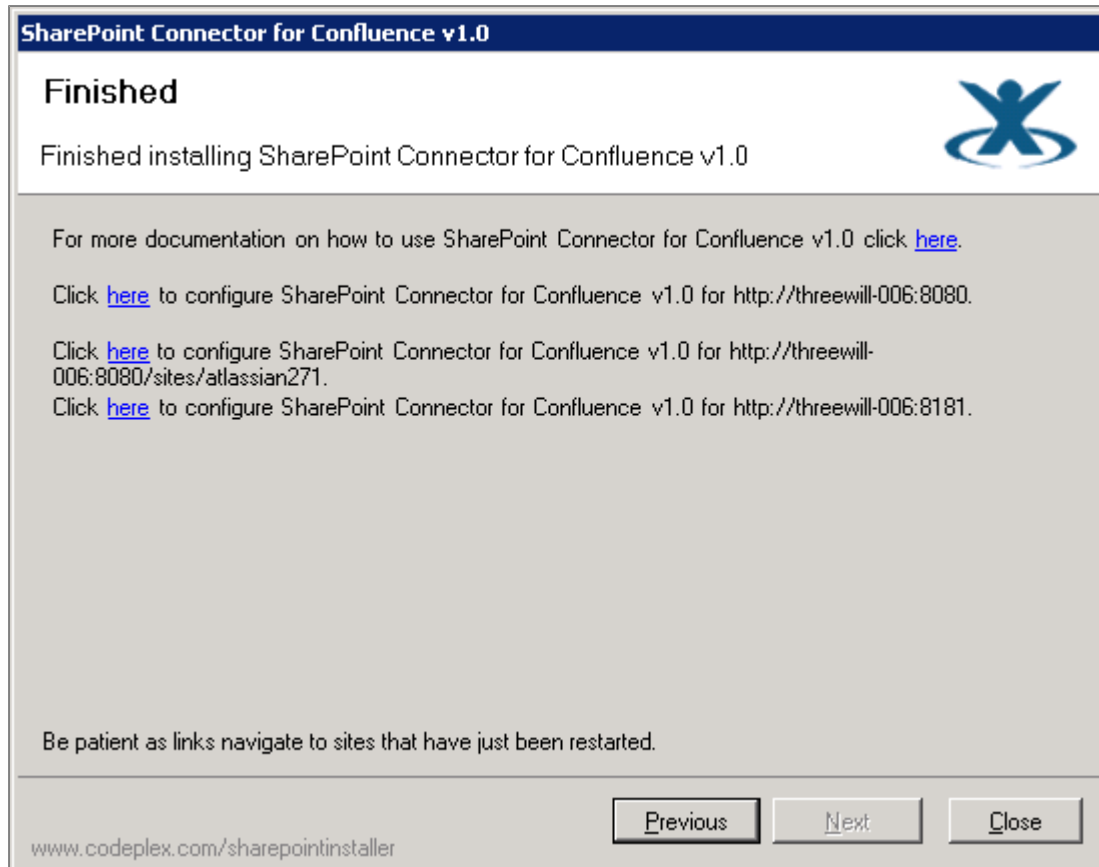 SharePoint Connector for Confluence v1.0
Finished
Finished installing SharePoint Connector for Confluence v1.0
For more documentation on how to use SharePoint Connector for Confluence v1.0 click here.
Click here to configure SharePoint Connector for Confluence v1.0 for http://threewill-006:8080.
Click here to configure SharePoint Connector for Confluence v1.0 for http://threewill-
006:8080/sites/atlassian271.
Click here to configure SharePoint Connector for Confluence v1.0 for http://threewill-006:8181.
Be patient as links navigate to sites that have just been restarted.
Previous
Next
Close
www.codeplex.com/sharepointinstaller